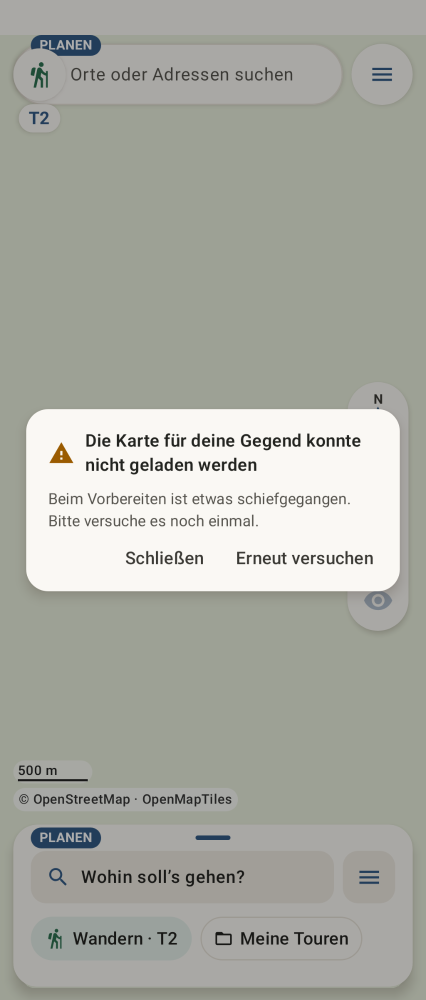 PLANEN
Orte oder Adressen suchen
T2
N
Die Karte für deine Gegend konnte
nicht geladen werden
Beim Vorbereiten ist etwas schiefgegangen.
Bitte versuche es noch einmal.
Schließen
Erneut versuchen
500 m
© OpenStreetMap · OpenMapTiles
PLANEN
Wohin soll’s gehen?
Wandern · T2
Meine Touren